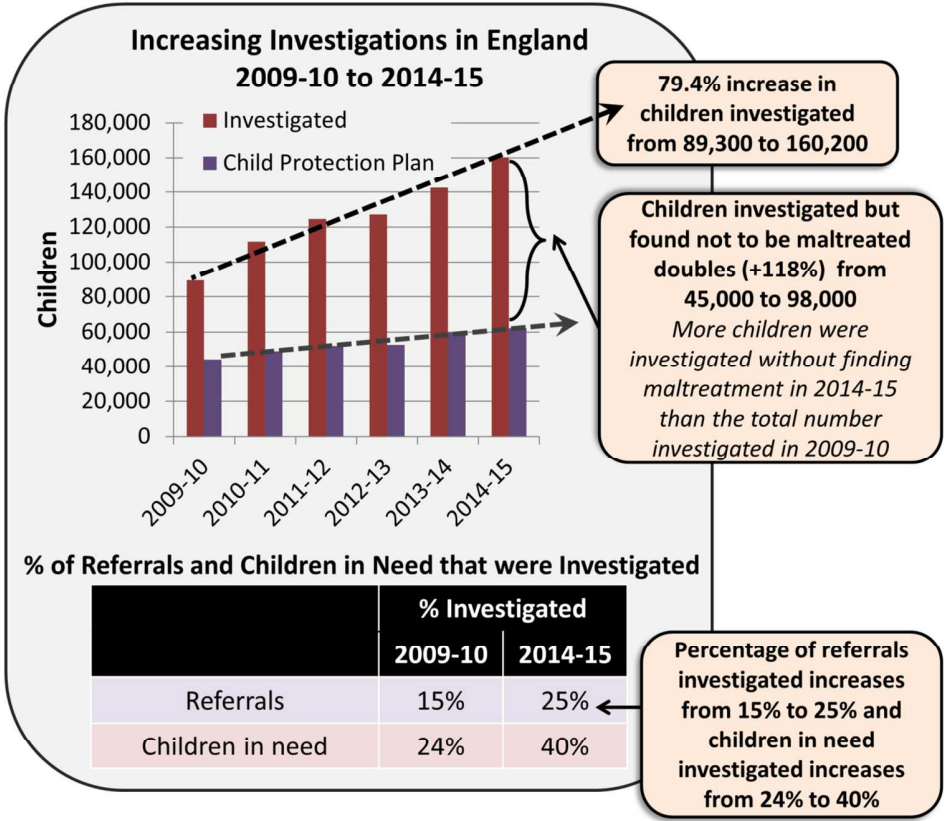 Increasing Investigations in England
2009-10 to 2014-15
180,000
160,000
140,000
120,000
100,000
80,000
60,000
40,000
20,000
0
Children
Investigated
Child Protection Plan
2009-10
2010-11
2011-12
2012-13
2013-14
2014-15
79.4% increase in
children investigated
from 89,300 to 160,200
Children investigated but
found not to be maltreated
doubles (+118%) from
45,000 to 98,000
More children were
investigated without finding
maltreatment in 2014-15
than the total number
investigated in 2009-10
% of Referrals and Children in Need that were Investigated
% Investigated
2009-10 2014-15
Referrals 15% 25%
Children in need 24% 40%
Percentage of referrals
investigated increases
from 15% to 25% and
children in need
investigated increases
from 24% to 40%